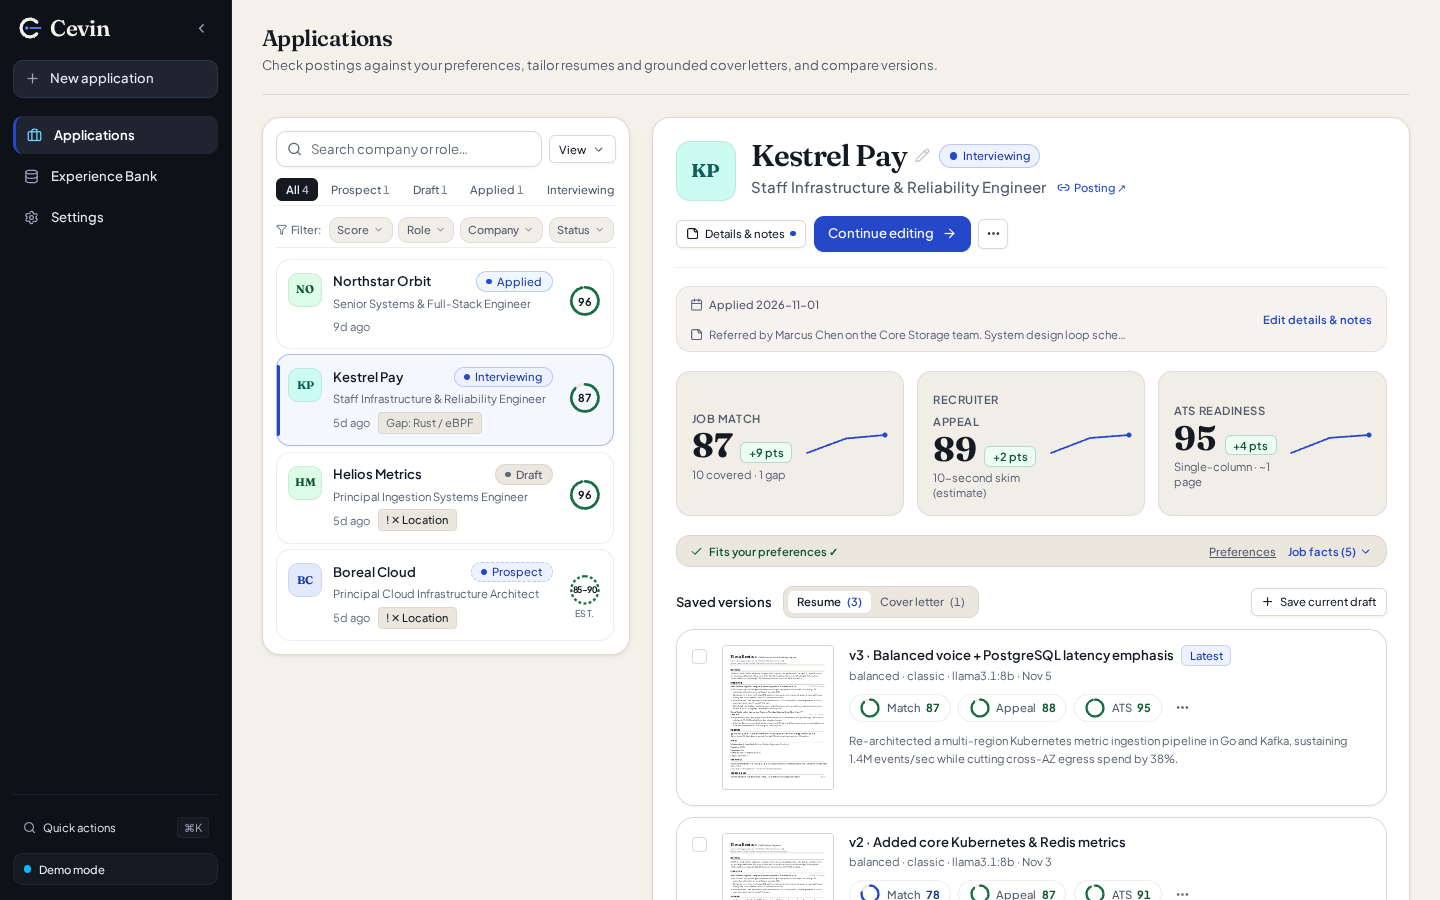 Cevin
New application
Applications
Experience Bank
Settings
Quick actions
⌘K
Demo mode
Applications
Check postings against your preferences, tailor resumes and grounded cover letters, and compare versions.
Search company or role...
View
All 4 Prospect 1 Draft 1 Applied 1 Interviewing
Filter: Score Role Company Status
NO
Northstar Orbit
Applied
Senior Systems & Full-Stack Engineer
9d ago
96
KP
Kestrel Pay
Interviewing
Staff Infrastructure & Reliability Engineer
5d ago
Gap: Rust / eBPF
87
HM
Helios Metrics
Draft
Principal Ingestion Systems Engineer
5d ago
! × Location
96
BC
Boreal Cloud
Prospect
Principal Cloud Infrastructure Architect
5d ago
! × Location
85–90
EST.
KP
Kestrel Pay
Interviewing
Staff Infrastructure & Reliability Engineer
Posting ↗
Details & notes
Continue editing
Applied 2026-11-01
Referred by Marcus Chen on the Core Storage team. System design loop sche...
Edit details & notes
JOB MATCH
87
+9 pts
10 covered · 1 gap
RECRUITER
APPEAL
89
+2 pts
10-second skim
(estimate)
ATS READINESS
95
+4 pts
Single-column · ~1
page
Fits your preferences ✓
Preferences
Job facts (5)
Saved versions
Resume (3)
Cover letter (1)
Save current draft
v3 · Balanced voice + PostgreSQL latency emphasis
Latest
balanced · classic · llama3.1:8b · Nov 5
Match 87
Appeal 88
ATS 95
Re-architected a multi-region Kubernetes metric ingestion pipeline in Go and Kafka, sustaining
1.4M events/sec while cutting cross-AZ egress spend by 38%.
v2 · Added core Kubernetes & Redis metrics
balanced · classic · llama3.1:8b · Nov 3
Match 78
Appeal 87
ATS 91